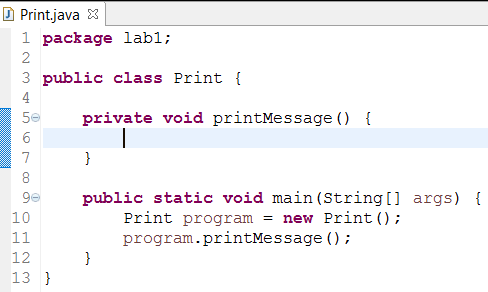 Print.java
1 package lab1;
2
3 public class Print {
4
5 private void printMessage() {
6
7 }
8
9 public static void main(String[] args) {
10 Print program = new Print();
11 program.printMessage();
12 }
13 }